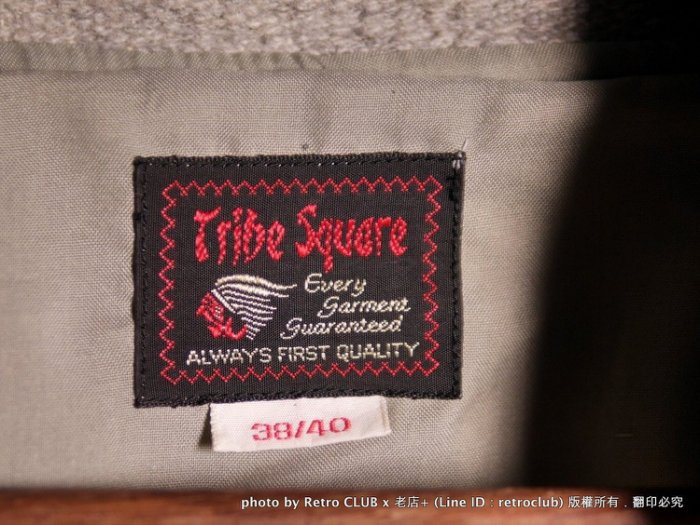 Tribe Square
Every
Garment
Guaranteed
ALWAYS FIRST QUALITY
38/40
photo by Retro CLUB x 老店+ (Line ID：retroclub) 版權所有．翻印必究